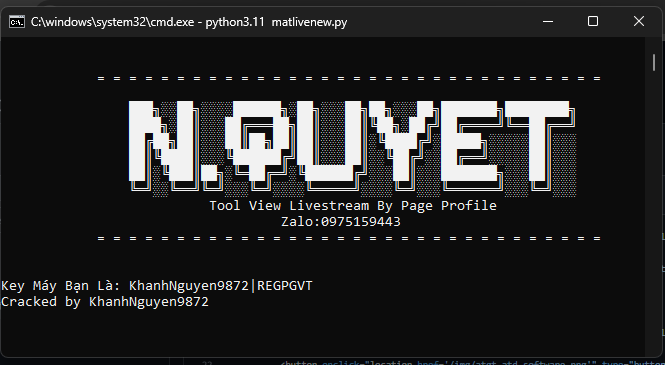 C:\windows\system32\cmd.exe - python3.11 matlivenew.py
= = = = = = = = = = = = = = = = = = = = = = = = = = = = = = = =
N.QUYET
Tool View Livestream By Page Profile
Zalo:0975159443
= = = = = = = = = = = = = = = = = = = = = = = = = = = = = = = =
Key Máy Bạn Là: KhanhNguyen9872|REGPGVT
Cracked by KhanhNguyen9872